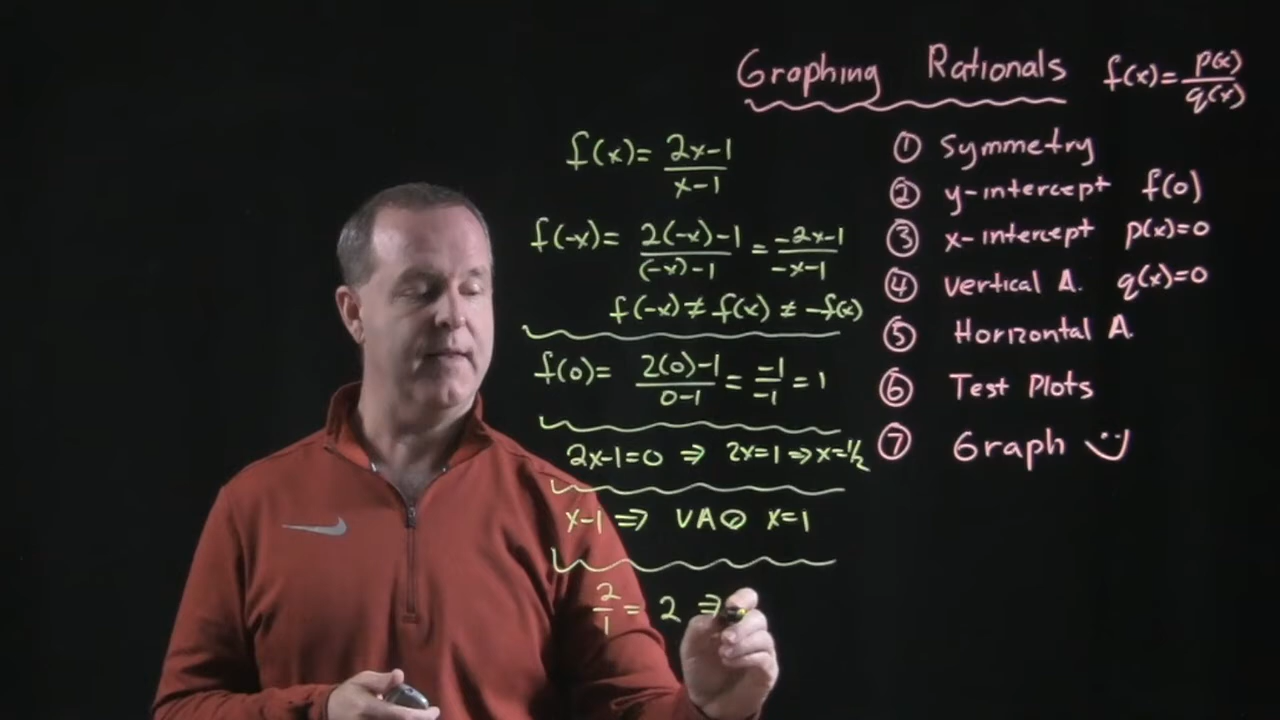 Graphing Rationals f(x)=p(x)/q(x)
f(x)= 2x-1/x-1
f(-x)= 2(-x)-1/(-x)-1 = -2x-1/-x-1
f(-x)≠f(x)≠-f(x)
f(0)= 2(0)-1/0-1 = -1/-1 = 1
2x-1=0 ⇒ 2x=1⇒x=1/2
x-1 ⇒ VA@ x=1
2/1 = 2 ⇒
① Symmetry
② y-intercept f(0)
③ x-intercept p(x)=0
④ Vertical A. q(x)=0
⑤ Horizontal A.
⑥ Test Plots
⑦ Graph